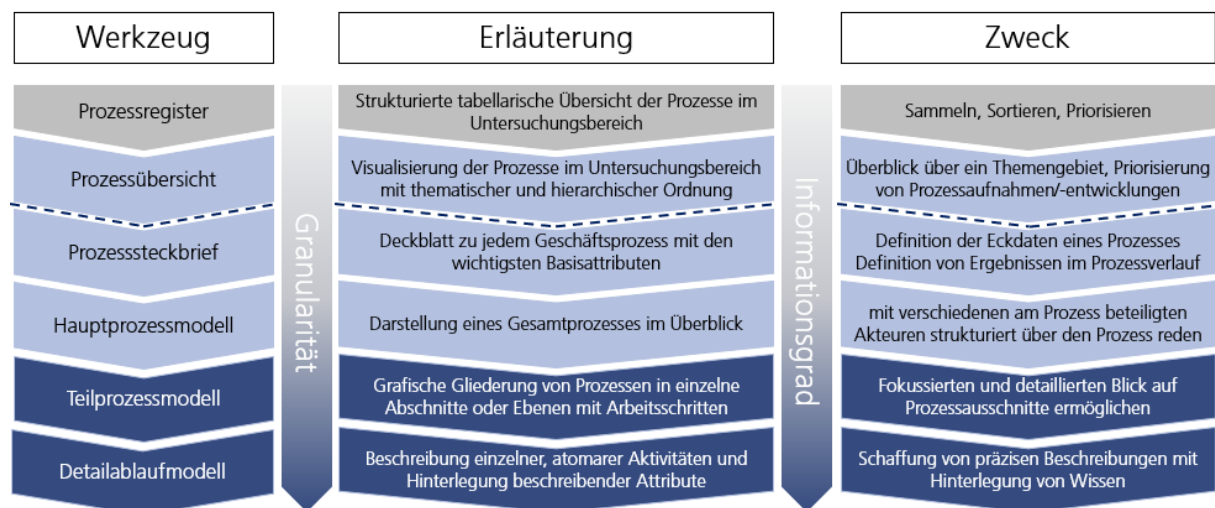 Werkzeug
Erläuterung
Zweck
Prozessregister
Strukturierte tabellarische Übersicht der Prozesse im
Untersuchungsbereich
Sammeln, Sortieren, Priorisieren
Prozessübersicht
Visualisierung der Prozesse im Untersuchungsbereich
mit thematischer und hierarchischer Ordnung
Überblick über ein Themengebiet, Priorisierung
von Prozessaufnahmen/-entwicklungen
Prozesssteckbrief
Deckblatt zu jedem Geschäftsprozess mit den
wichtigsten Basisattributen
Definition der Eckdaten eines Prozesses
Definition von Ergebnissen im Prozessverlauf
Hauptprozessmodell
Darstellung eines Gesamtprozesses im Überblick
mit verschiedenen am Prozess beteiligten
Akteuren strukturiert über den Prozess reden
Teilprozessmodell
Grafische Gliederung von Prozessen in einzelne
Abschnitte oder Ebenen mit Arbeitsschritten
Fokussierten und detaillierten Blick auf
Prozessausschnitte ermöglichen
Detailablaufmodell
Beschreibung einzelner, atomarer Aktivitäten und
Hinterlegung beschreibender Attribute
Schaffung von präzisen Beschreibungen mit
Hinterlegung von Wissen
Granularität
Informationsgrad